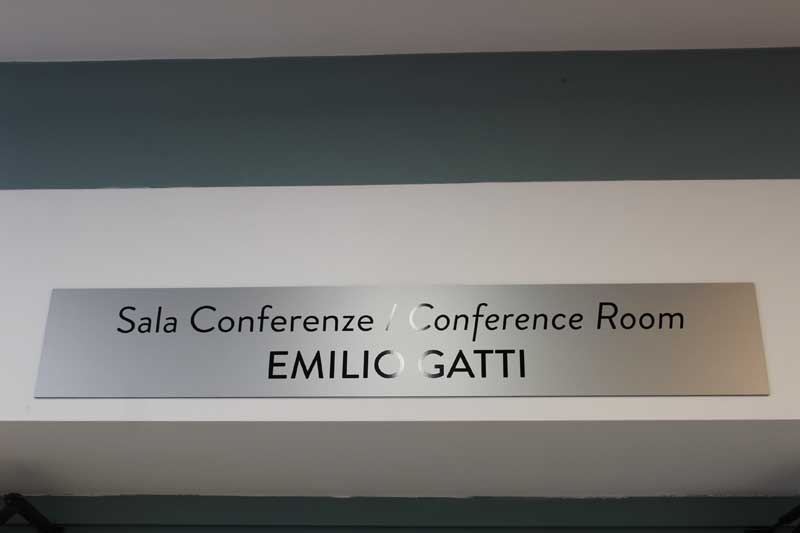 Sala Conferenze / Conference Room
EMILIO GATTI